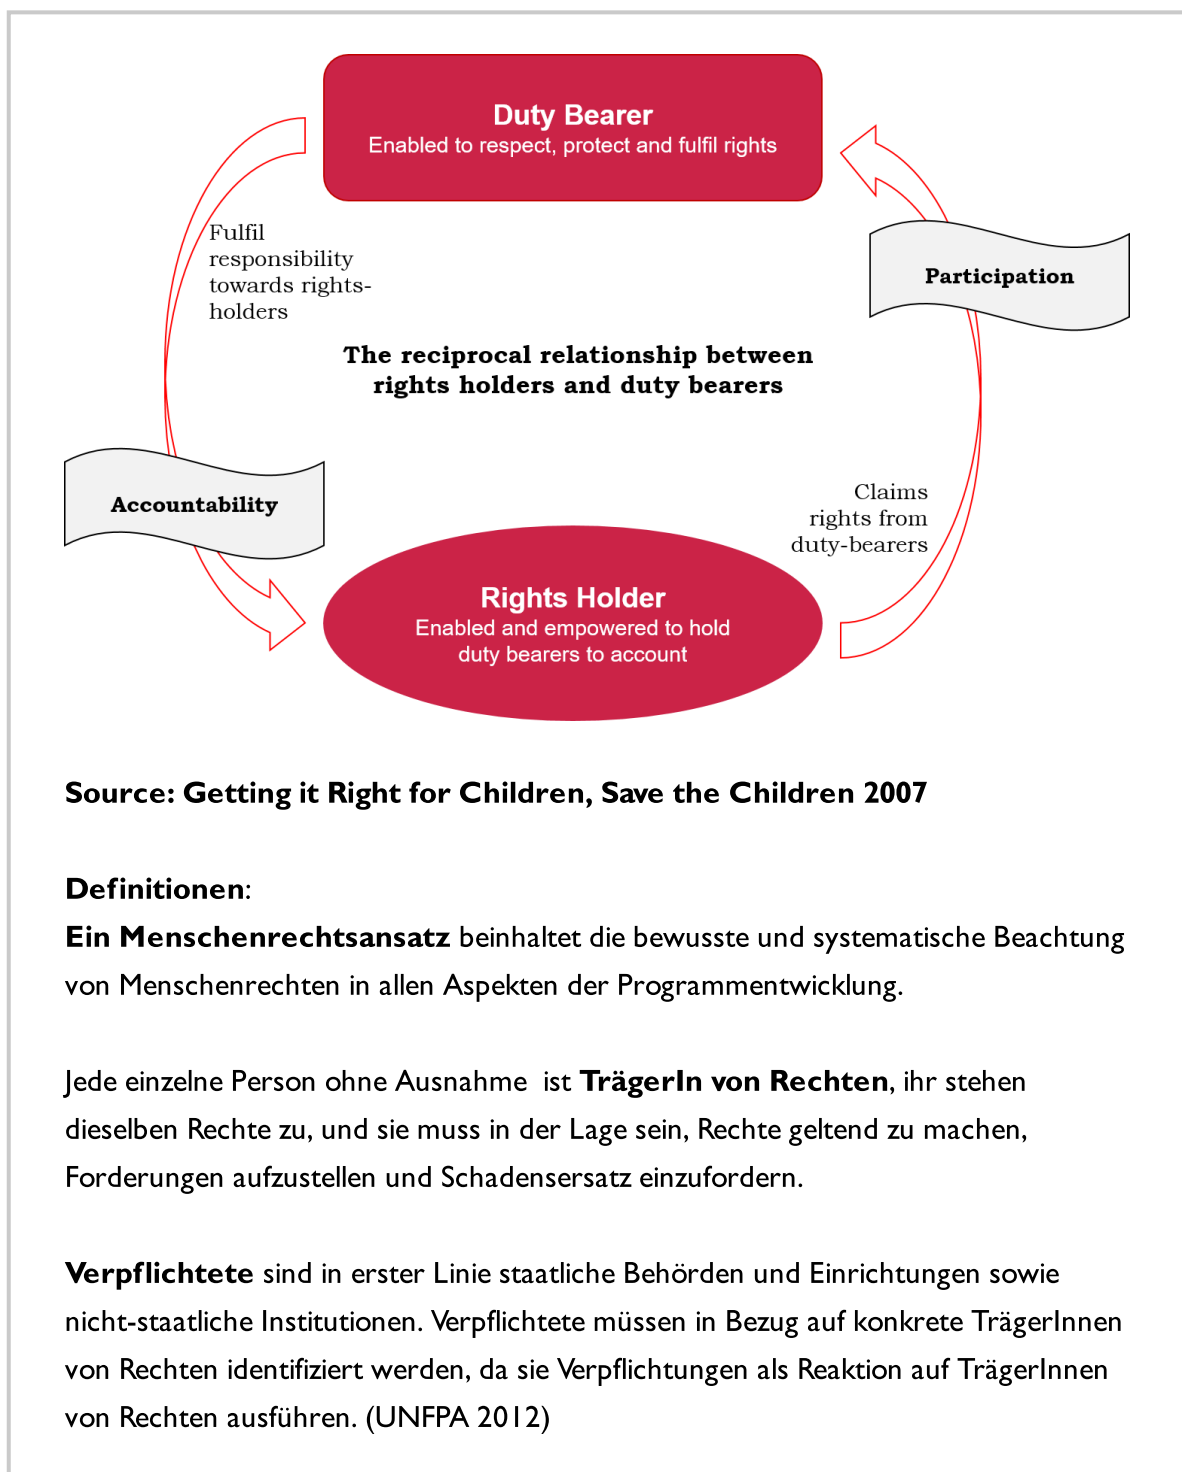 Duty Bearer
Enabled to respect, protect and fulfil rights
Fulfil
responsibility
towards rights-
holders
Participation
The reciprocal relationship between
rights holders and duty bearers
Accountability
Claims
rights from
duty-bearers
Rights Holder
Enabled and empowered to hold
duty bearers to account
Source: Getting it Right for Children, Save the Children 2007
Definitionen:
Ein Menschenrechtsansatz beinhaltet die bewusste und systematische Beachtung
von Menschenrechten in allen Aspekten der Programmentwicklung.
Jede einzelne Person ohne Ausnahme  ist TrägerIn von Rechten, ihr stehen
dieselben Rechte zu, und sie muss in der Lage sein, Rechte geltend zu machen,
Forderungen aufzustellen und Schadensersatz einzufordern.
Verpflichtete sind in erster Linie staatliche Behörden und Einrichtungen sowie
nicht-staatliche Institutionen. Verpflichtete müssen in Bezug auf konkrete TrägerInnen
von Rechten identifiziert werden, da sie Verpflichtungen als Reaktion auf TrägerInnen
von Rechten ausführen. (UNFPA 2012)